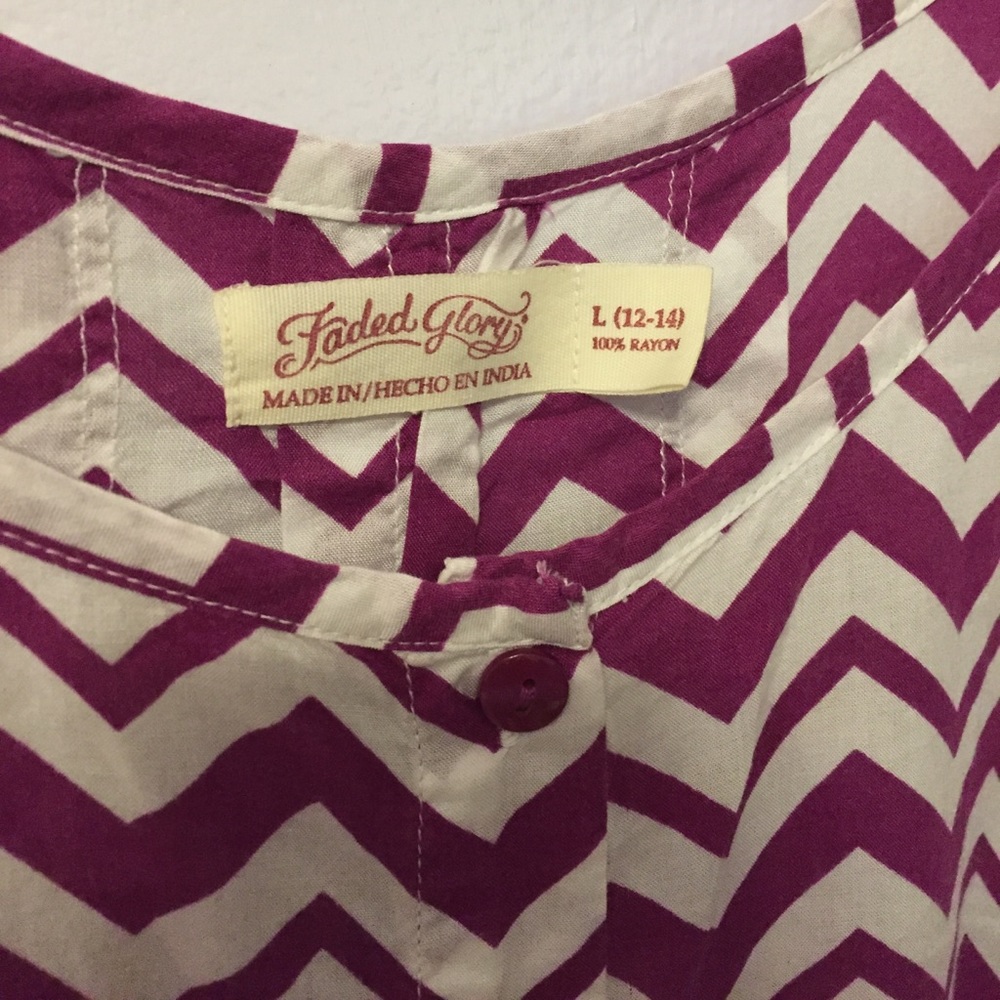 Faded Glory
MADE IN/HECHO EN INDIA
L (12-14)
100% RAYON